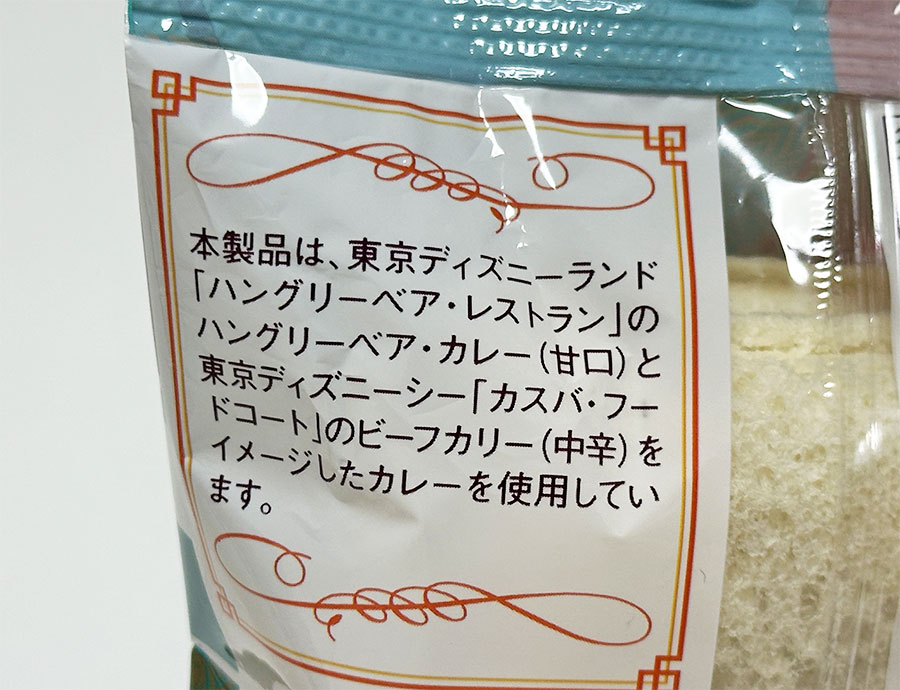 本製品は、東京ディズニーランド
「ハングリーベア・レストラン」の
ハングリーベア・カレー(甘口)と
東京ディズニーシー「カスバ・フー
ドコート」のビーフカリー(中辛)を
イメージしたカレーを使用してい
ます。